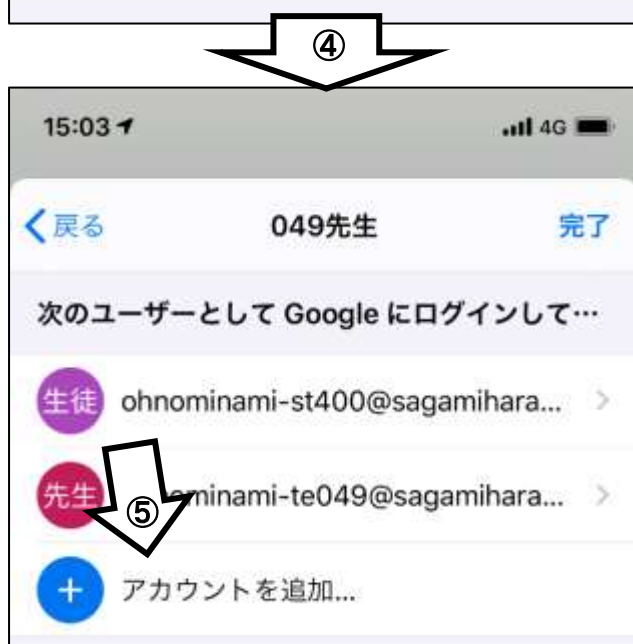 ④
15:03
4G
戻る 049先生 完了
次のユーザーとして Google にログインして…
生徒 ohnominami-st400@sagamihara...
先生 ominami-te049@sagamihara...
⑤
+ アカウントを追加...